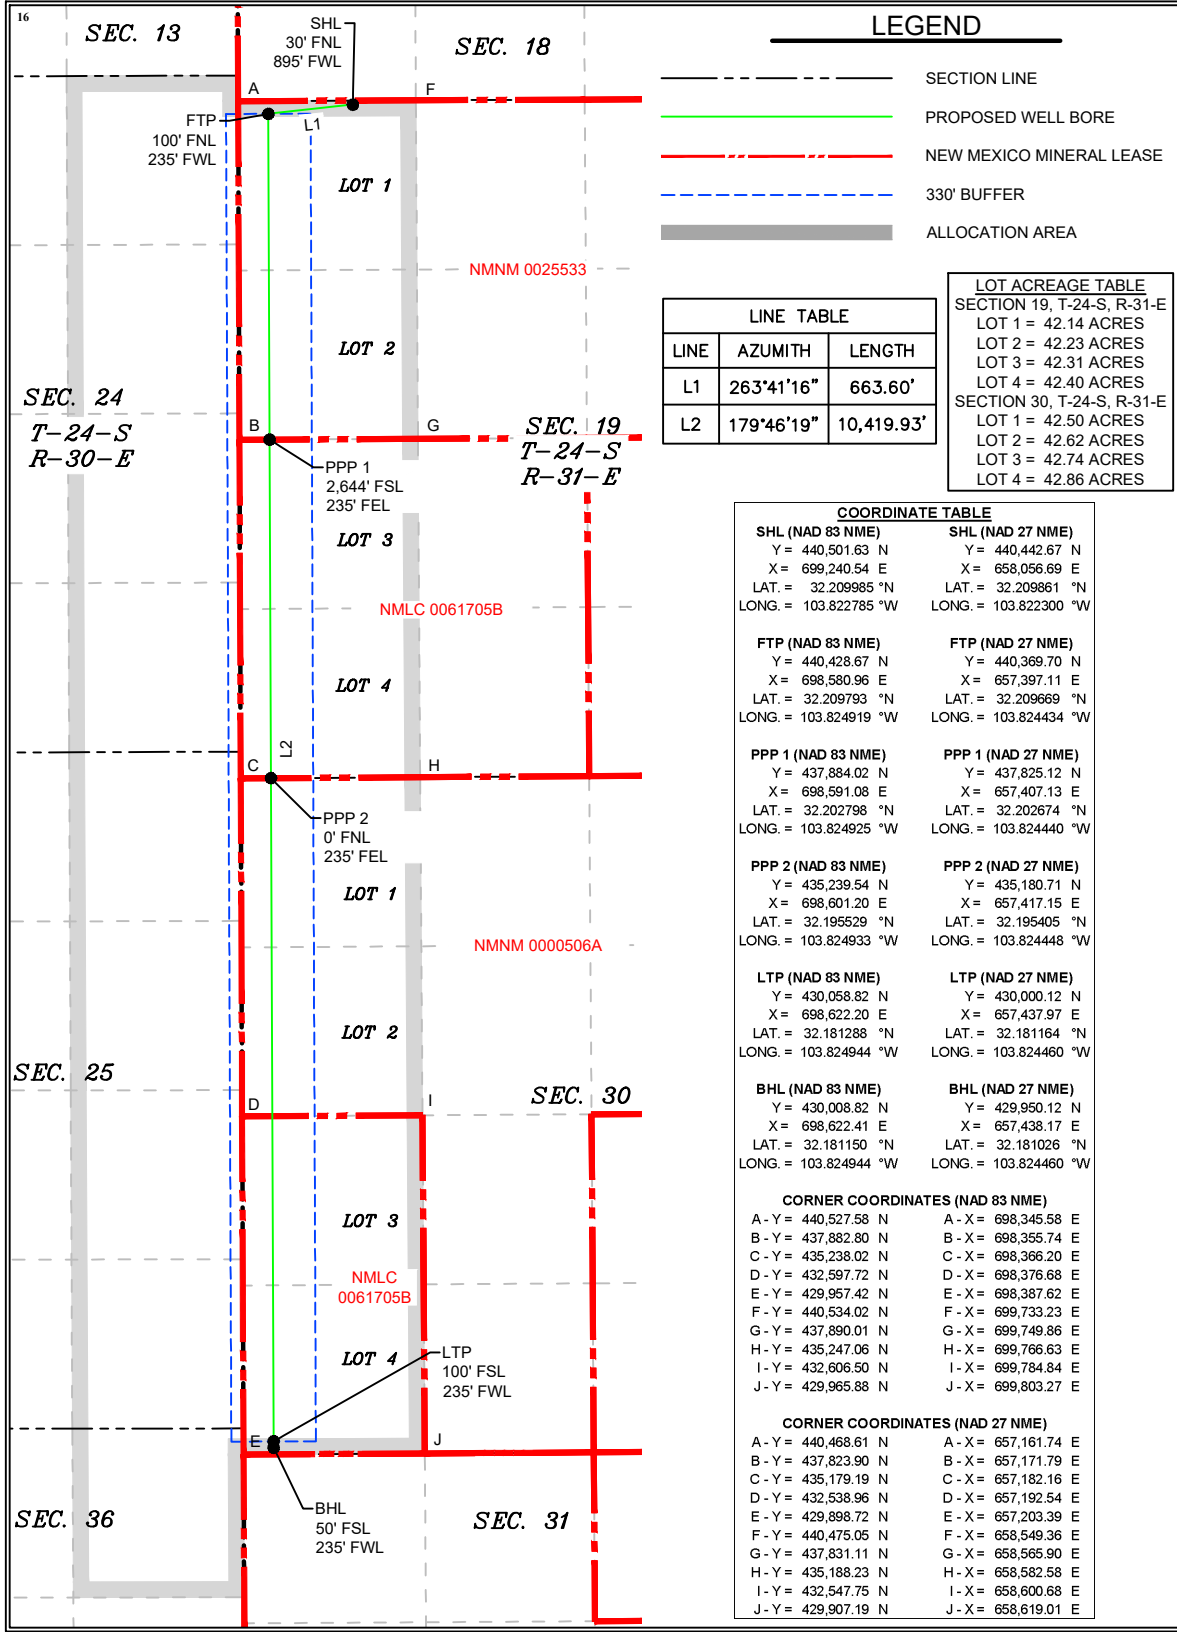 16
SEC. 13
SHL
30' FNL
895' FWL
SEC. 18
A
F
FTP
100' FNL
235' FWL
L1
LOT 1
NMNM 0025533
LOT 2
SEC. 24
T-24-S
R-30-E
B
G
SEC. 19
T-24-S
R-31-E
PPP 1
2,644' FSL
235' FEL
LOT 3
NMLC 0061705B
LOT 4
L2
C
H
PPP 2
0' FNL
235' FEL
LOT 1
NMNM 0000506A
LOT 2
SEC. 25
D
I
SEC. 30
LOT 3
NMLC
0061705B
LOT 4
LTP
100' FSL
235' FWL
E
J
BHL
50' FSL
235' FWL
SEC. 36
SEC. 31
LEGEND
SECTION LINE
PROPOSED WELL BORE
NEW MEXICO MINERAL LEASE
330' BUFFER
ALLOCATION AREA
LINE TABLE
LINE AZUMITH LENGTH
L1 263°41'16" 663.60'
L2 179°46'19" 10,419.93'
LOT ACREAGE TABLE
SECTION 19, T-24-S, R-31-E
LOT 1 = 42.14 ACRES
LOT 2 = 42.23 ACRES
LOT 3 = 42.31 ACRES
LOT 4 = 42.40 ACRES
SECTION 30, T-24-S, R-31-E
LOT 1 = 42.50 ACRES
LOT 2 = 42.62 ACRES
LOT 3 = 42.74 ACRES
LOT 4 = 42.86 ACRES
COORDINATE TABLE
SHL (NAD 83 NME) SHL (NAD 27 NME)
Y = 440,501.63 N Y = 440,442.67 N
X = 699,240.54 E X = 658,056.69 E
LAT. = 32.209985 °N LAT. = 32.209861 °N
LONG. = 103.822785 °W LONG. = 103.822300 °W
FTP (NAD 83 NME) FTP (NAD 27 NME)
Y = 440,428.67 N Y = 440,369.70 N
X = 698,580.96 E X = 657,397.11 E
LAT. = 32.209793 °N LAT. = 32.209669 °N
LONG. = 103.824919 °W LONG. = 103.824434 °W
PPP 1 (NAD 83 NME) PPP 1 (NAD 27 NME)
Y = 437,884.02 N Y = 437,825.12 N
X = 698,591.08 E X = 657,407.13 E
LAT. = 32.202798 °N LAT. = 32.202674 °N
LONG. = 103.824925 °W LONG. = 103.824440 °W
PPP 2 (NAD 83 NME) PPP 2 (NAD 27 NME)
Y = 435,239.54 N Y = 435,180.71 N
X = 698,601.20 E X = 657,417.15 E
LAT. = 32.195529 °N LAT. = 32.195405 °N
LONG. = 103.824933 °W LONG. = 103.824448 °W
LTP (NAD 83 NME) LTP (NAD 27 NME)
Y = 430,058.82 N Y = 430,000.12 N
X = 698,622.20 E X = 657,437.97 E
LAT. = 32.181288 °N LAT. = 32.181164 °N
LONG. = 103.824944 °W LONG. = 103.824460 °W
BHL (NAD 83 NME) BHL (NAD 27 NME)
Y = 430,008.82 N Y = 429,950.12 N
X = 698,622.41 E X = 657,438.17 E
LAT. = 32.181150 °N LAT. = 32.181026 °N
LONG. = 103.824944 °W LONG. = 103.824460 °W
CORNER COORDINATES (NAD 83 NME)
A - Y = 440,527.58 N A - X = 698,345.58 E
B - Y = 437,882.80 N B - X = 698,355.74 E
C - Y = 435,238.02 N C - X = 698,366.20 E
D - Y = 432,597.72 N D - X = 698,376.68 E
E - Y = 429,957.42 N E - X = 698,387.62 E
F - Y = 440,534.02 N F - X = 699,733.23 E
G - Y = 437,890.01 N G - X = 699,749.86 E
H - Y = 435,247.06 N H - X = 699,766.63 E
I - Y = 432,606.50 N I - X = 699,784.84 E
J - Y = 429,965.88 N J - X = 699,803.27 E
CORNER COORDINATES (NAD 27 NME)
A - Y = 440,468.61 N A - X = 657,161.74 E
B - Y = 437,823.90 N B - X = 657,171.79 E
C - Y = 435,179.19 N C - X = 657,182.16 E
D - Y = 432,538.96 N D - X = 657,192.54 E
E - Y = 429,898.72 N E - X = 657,203.39 E
F - Y = 440,475.05 N F - X = 658,549.36 E
G - Y = 437,831.11 N G - X = 658,565.90 E
H - Y = 435,188.23 N H - X = 658,582.58 E
I - Y = 432,547.75 N I - X = 658,600.68 E
J - Y = 429,907.19 N J - X = 658,619.01 E